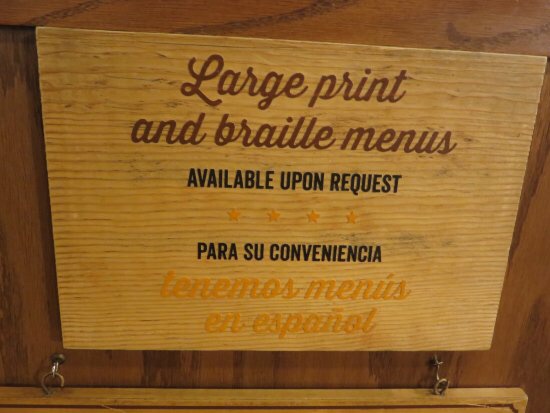 Large print
and braille menus
AVAILABLE UPON REQUEST
PARA SU CONVENIENCIA
tenemos menús
en español